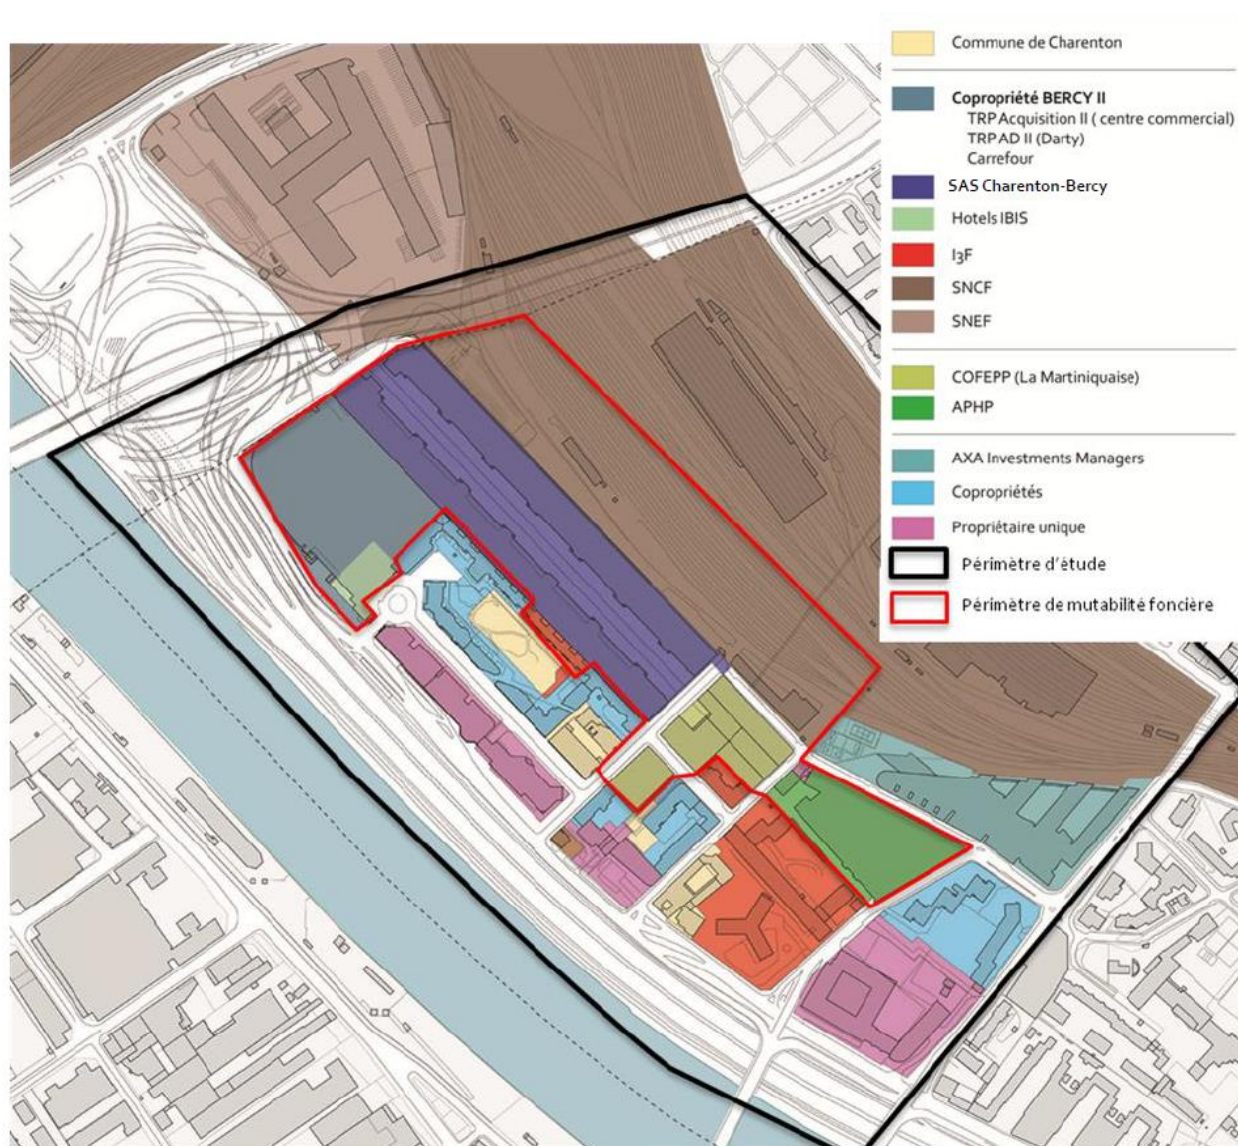 Commune de Charenton
Copropriété BERCY II
TRP Acquisition II ( centre commercial)
TRP AD II (Darty)
Carrefour
SAS Charenton-Bercy
Hotels IBIS
I3F
SNCF
SNEF
COFEPP (La Martiniquaise)
APHP
AXA Investments Managers
Copropriétés
Propriétaire unique
Périmètre d'étude
Périmètre de mutabilité foncière